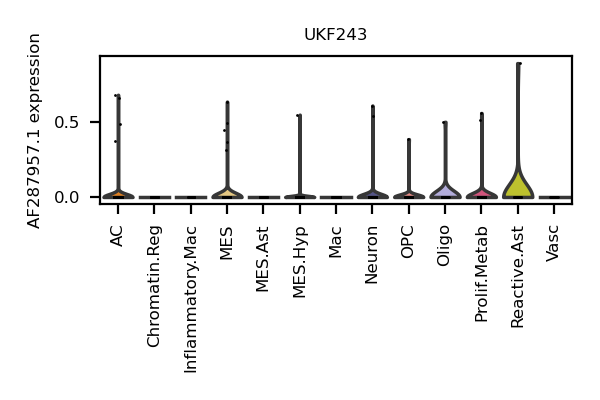 UKF243
AF287957.1 expression
0.5
0.0
AC
Chromatin.Reg
Inflammatory.Mac
MES
MES.Ast
MES.Hyp
Mac
Neuron
OPC
Oligo
Prolif.Metab
Reactive.Ast
Vasc